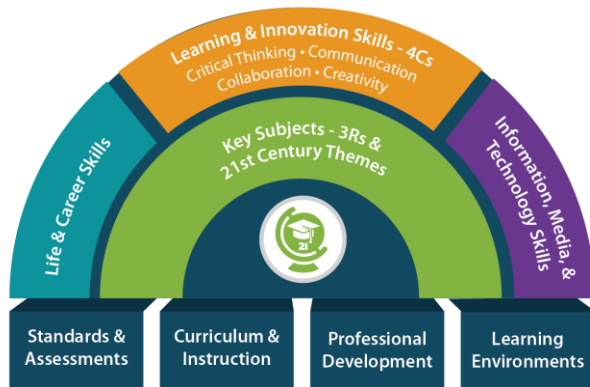 Learning & Innovation Skills - 4Cs
Critical Thinking • Communication
Collaboration • Creativity
Life & Career Skills
Key Subjects - 3Rs &
21st Century Themes
Information, Media, &
Technology Skills
21
Standards &
Assessments
Curriculum &
Instruction
Professional
Development
Learning
Environments